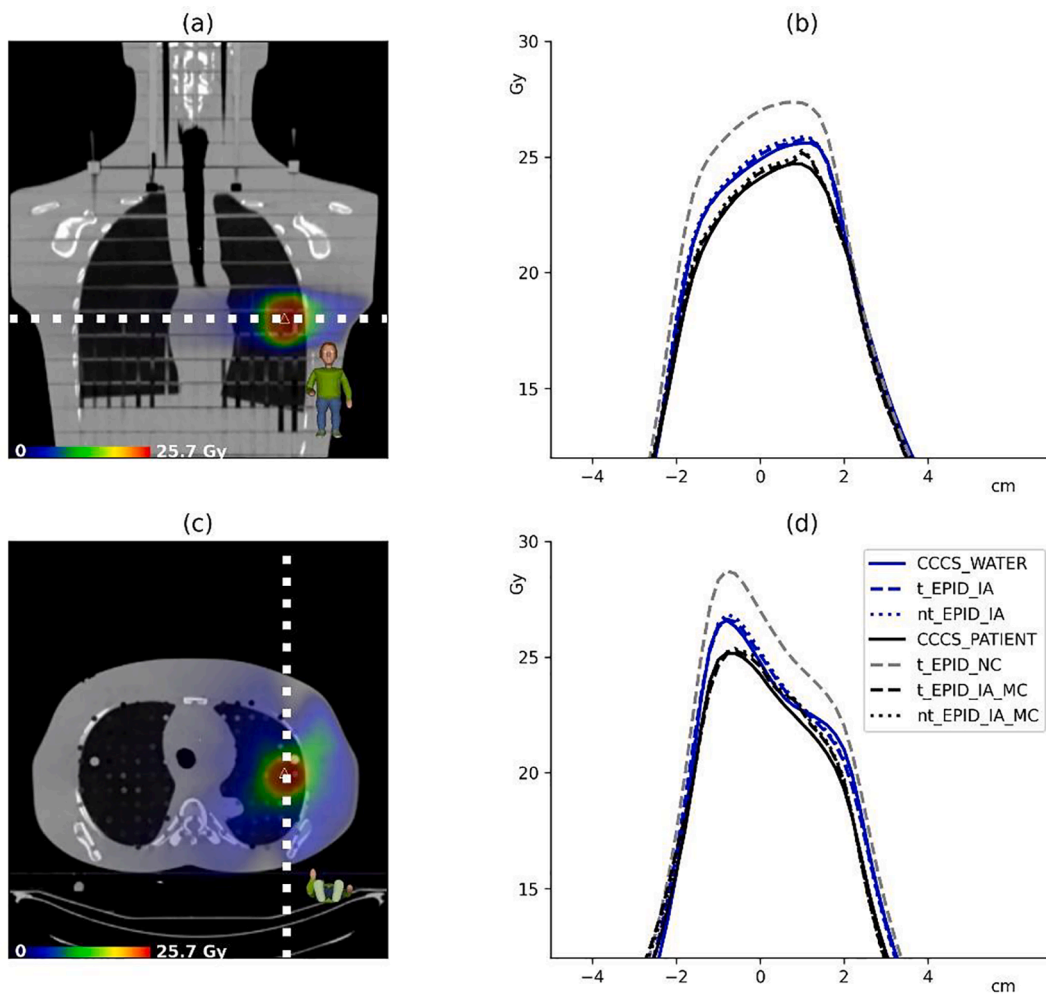 (a)
0 25.7 Gy
(b)
Gy
30
25
20
15
−4 −2 0 2 4
cm
(c)
0 25.7 Gy
(d)
Gy
30
25
20
15
−4 −2 0 2 4
cm
CCCS_WATER
t_EPID_IA
nt_EPID_IA
CCCS_PATIENT
t_EPID_NC
t_EPID_IA_MC
nt_EPID_IA_MC